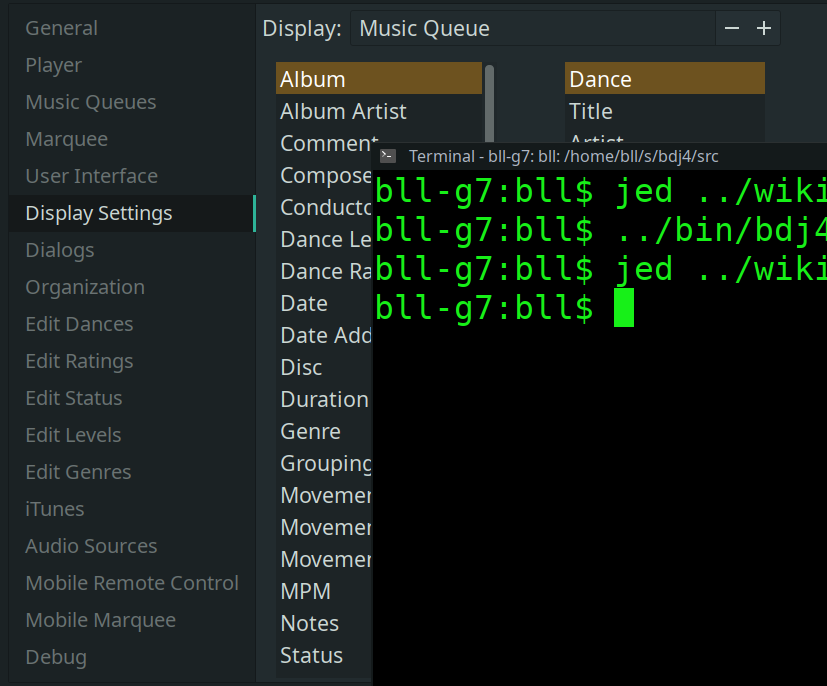 General
Player
Music Queues
Marquee
User Interface
Display Settings
Dialogs
Organization
Edit Dances
Edit Ratings
Edit Status
Edit Levels
Edit Genres
iTunes
Audio Sources
Mobile Remote Control
Mobile Marquee
Debug
Display: Music Queue − +
Album
Album Artist
Comment
Compose
Conducto
Dance Le
Dance Ra
Date
Date Add
Disc
Duration
Genre
Grouping
Movemer
Movemer
Movemer
MPM
Notes
Status
Dance
Title
Artist
Terminal - bll-g7: bll: /home/bll/s/bdj4/src
bll-g7:bll$ jed ../wiki
bll-g7:bll$ ../bin/bdj4
bll-g7:bll$ jed ../wiki
bll-g7:bll$